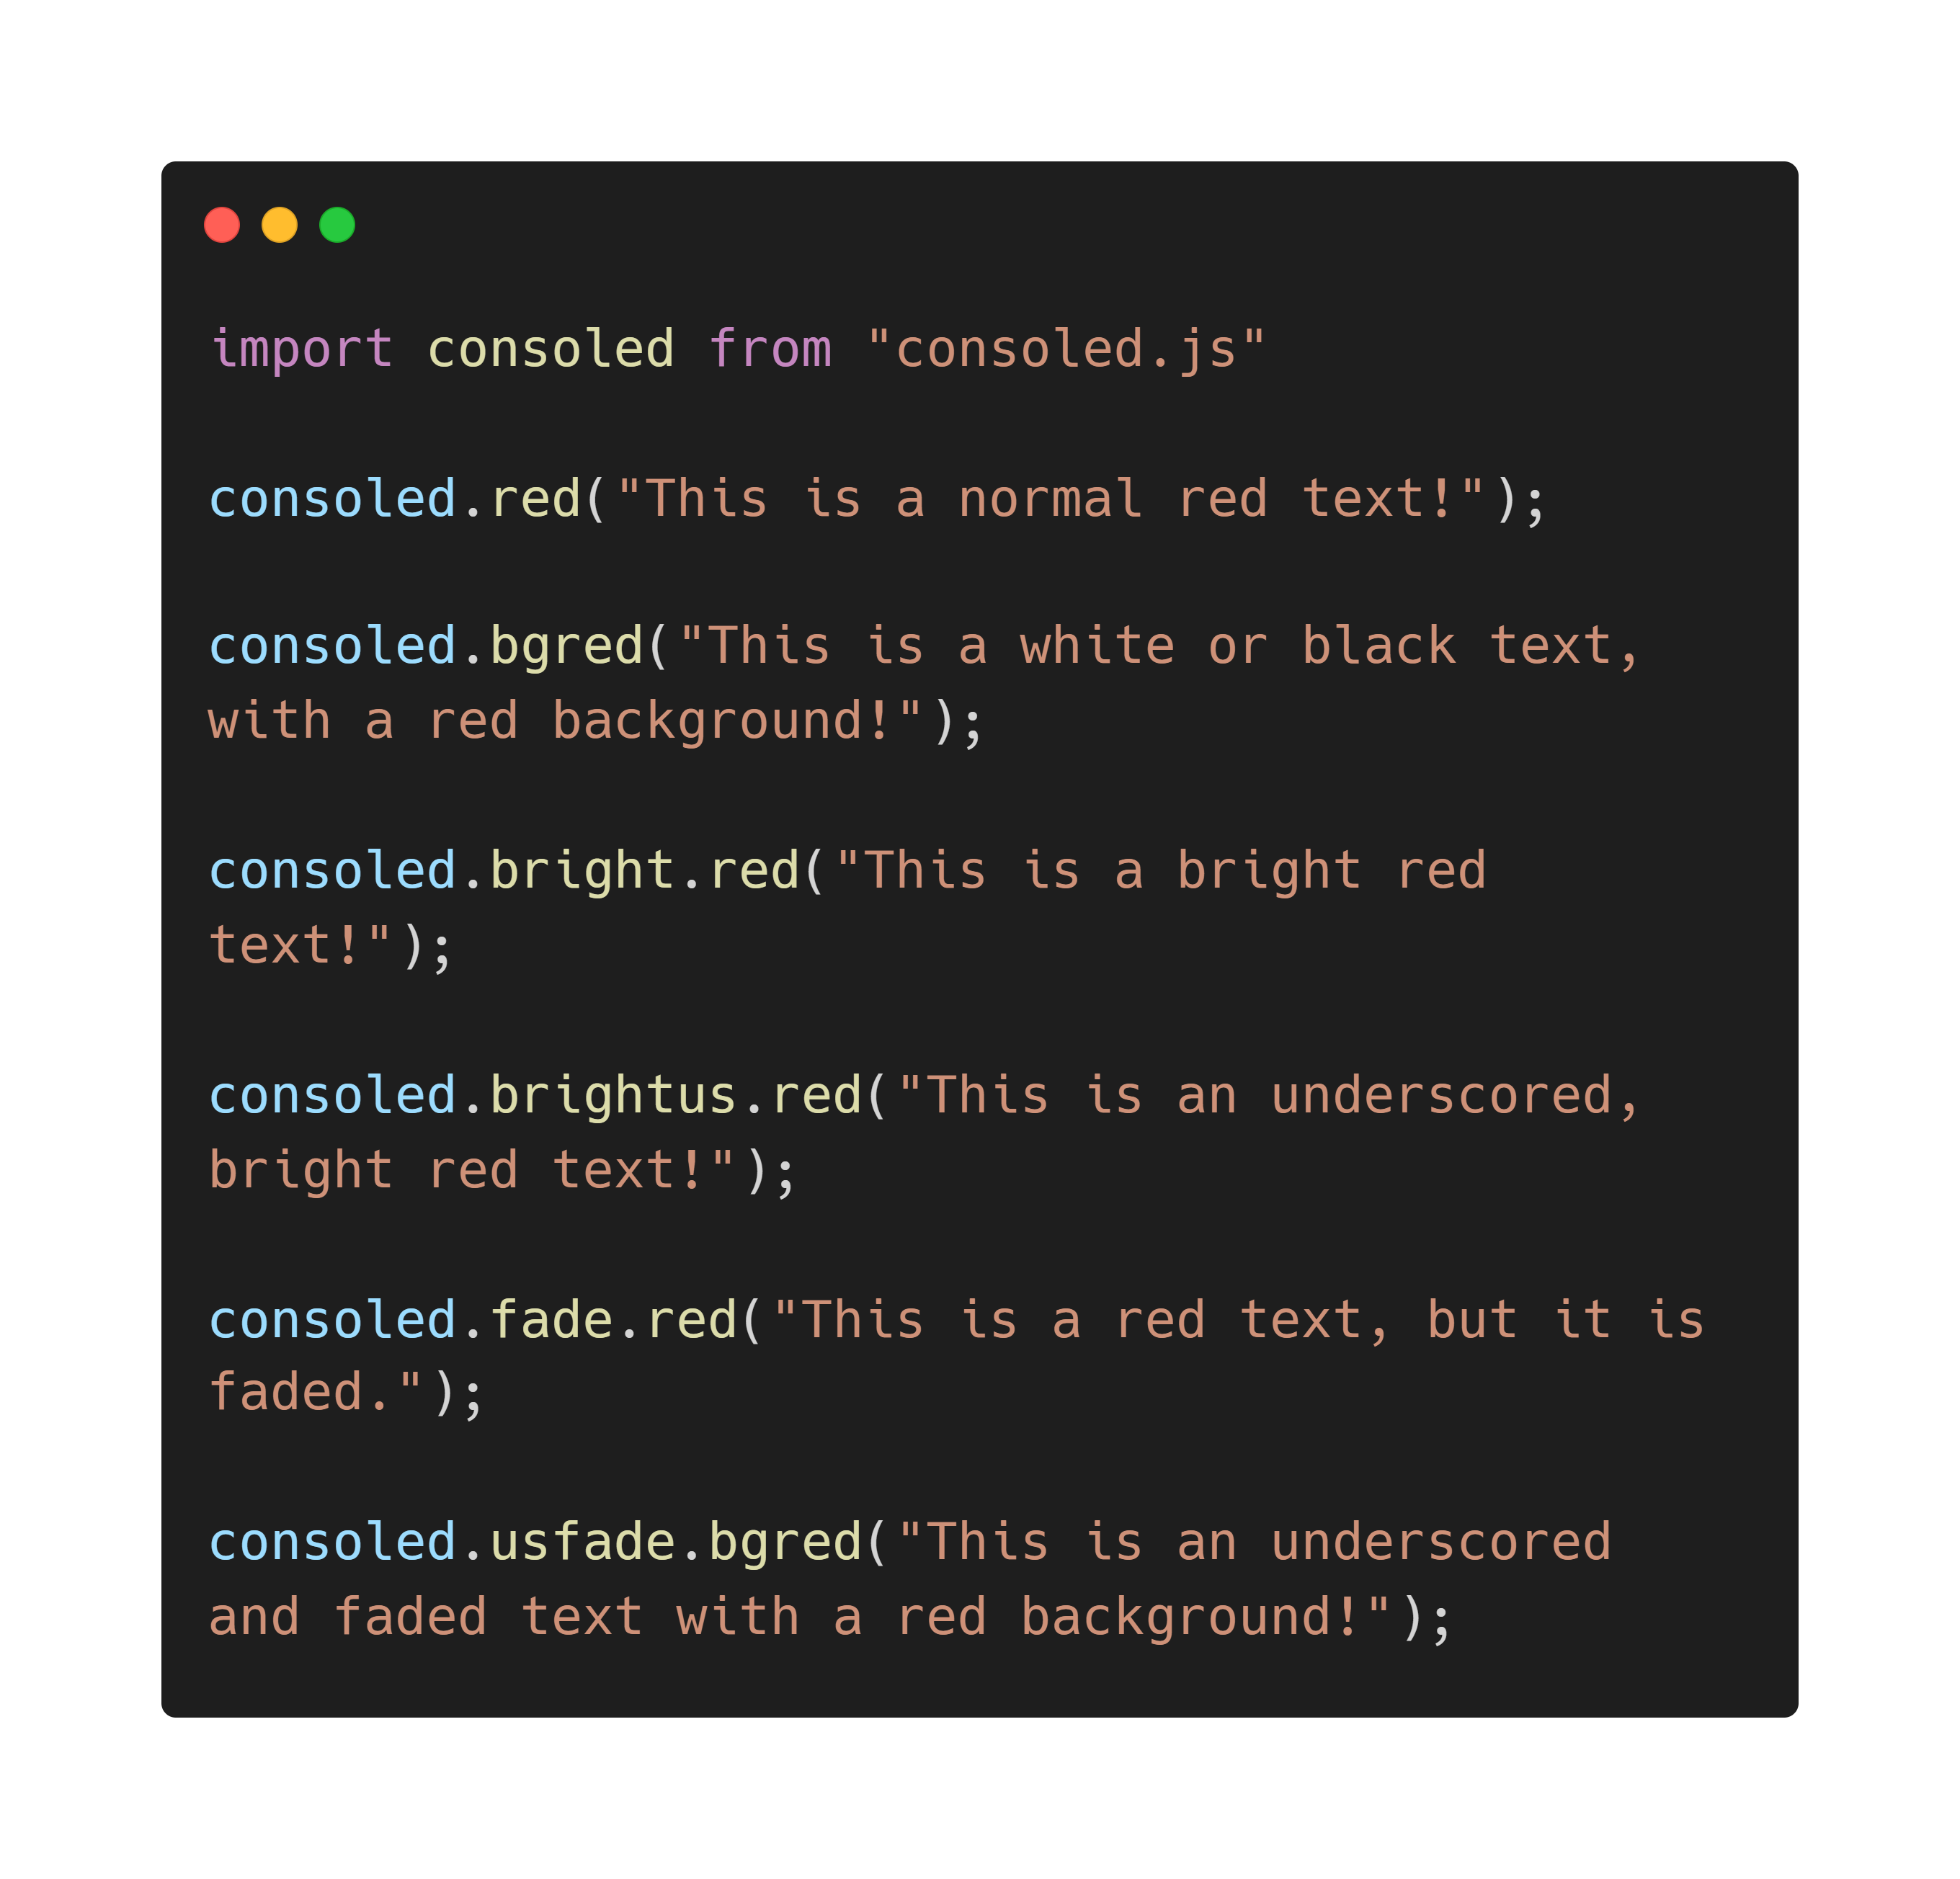 import consoled from "consoled.js"
consoled.red("This is a normal red text!");
consoled.bgred("This is a white or black text,
with a red background!");
consoled.bright.red("This is a bright red
text!");
consoled.brightus.red("This is an underscored,
bright red text!");
consoled.fade.red("This is a red text, but it is
faded.");
consoled.usfade.bgred("This is an underscored
and faded text with a red background!");